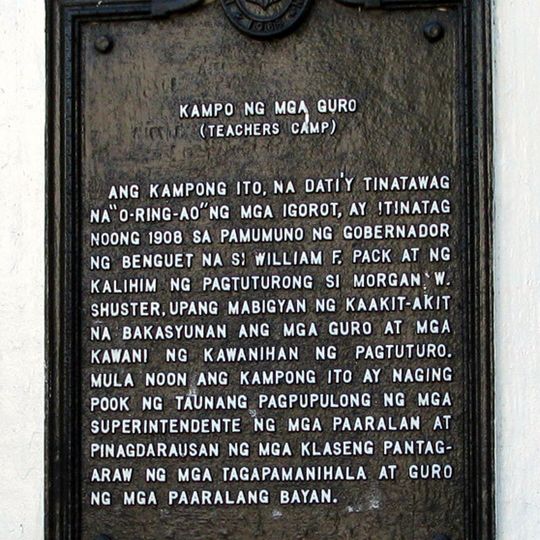 KAMPO NG MGA GURO
(TEACHERS CAMP)
ANG KAMPONG ITO, NA DATI'Y TINATAWAG
NA "O-RING-AO" NG MGA IGOROT, AY ITINATAG
NOONG 1908 SA PAMUMUNO NG GOBERNADOR
NG BENGUET NA SI WILLIAM F. PACK AT NG
KALIHIM NG PAGTUTURONG SI MORGAN W.
SHUSTER, UPANG MABIGYAN NG KAAKIT-AKIT
NA BAKASYUNAN ANG MGA GURO AT MGA
KAWANI NG KAWANIHAN NG PAGTUTURO.
MULA NOON ANG KAMPONG ITO AY NAGING
POOK NG TAUNANG PAGPUPULONG NG MGA
SUPERINTENDENTE NG MGA PAARALAN AT
PINAGDARAUSAN NG MGA KLASENG PANTAG-
ARAW NG MGA TAGAPAMANIHALA AT GURO
NG MGA PAARALANG BAYAN.